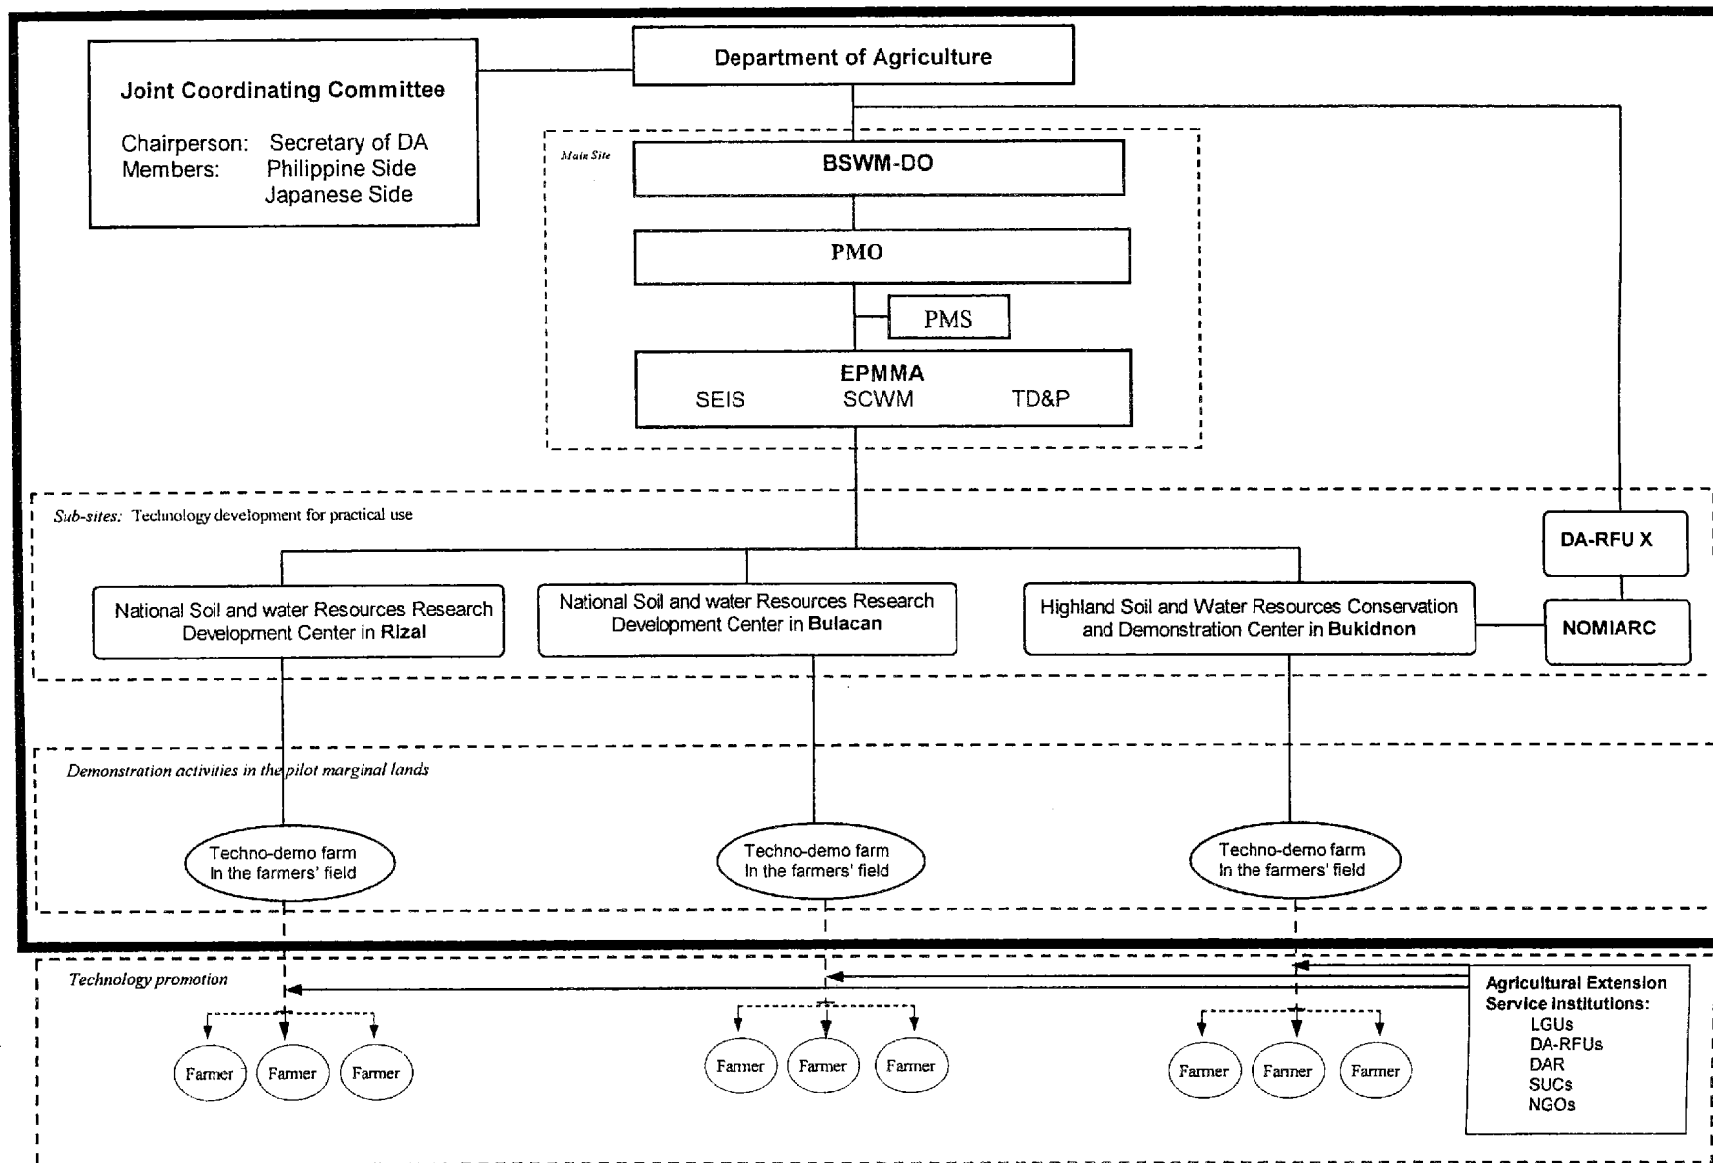 Department of Agriculture
Joint Coordinating Committee
Chairperson: Secretary of DA
Members: Philippine Side
Japanese Side
Main Site
BSWM-DO
PMO
PMS
EPMMA
SEIS SCWM TD&P
Sub-sites: Technology development for practical use
DA-RFU X
National Soil and water Resources Research
Development Center in Rizal
National Soil and water Resources Research
Development Center in Bulacan
Highland Soil and Water Resources Conservation
and Demonstration Center in Bukidnon
NOMIARC
Demonstration activities in the pilot marginal lands
Techno-demo farm
In the farmers' field
Techno-demo farm
In the farmers' field
Techno-demo farm
In the farmers' field
Technology promotion
Agricultural Extension
Service Institutions:
LGUs
DA-RFUs
DAR
SUCs
NGOs
Farmer Farmer Farmer
Farmer Farmer Farmer
Farmer Farmer Farmer